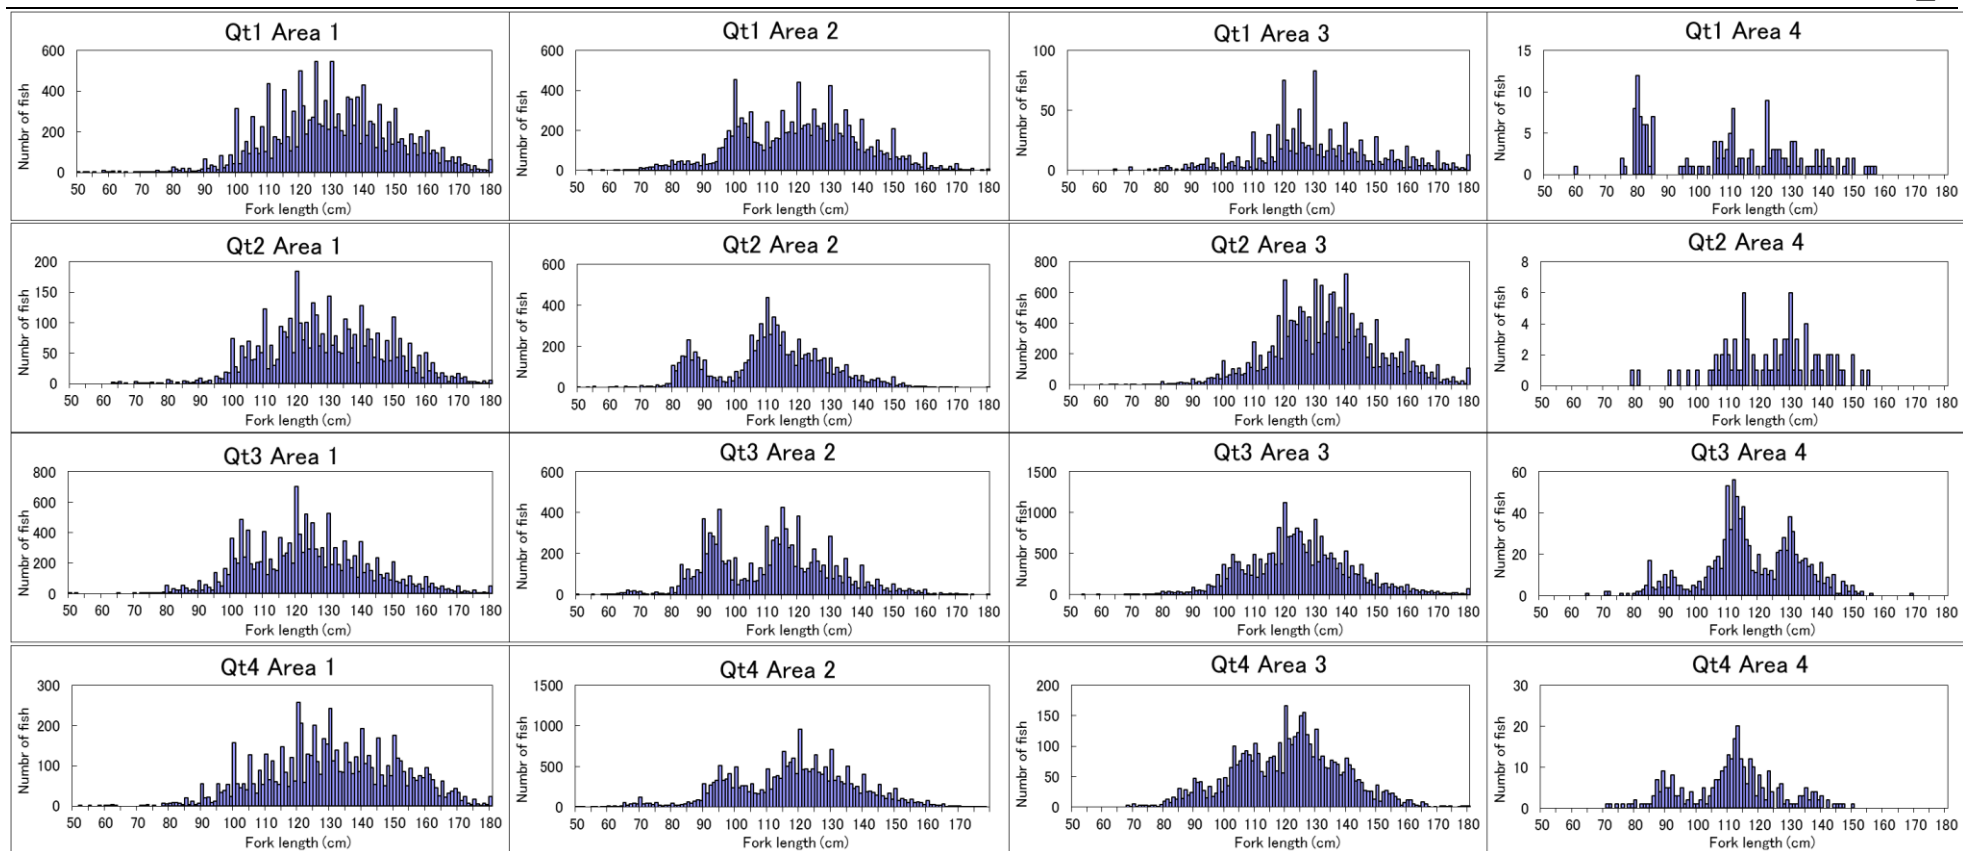 Qt1 Area 1
Numbr of fish
600
400
200
0
50 60 70 80 90 100 110 120 130 140 150 160 170 180
Fork length (cm)
Qt1 Area 2
Numbr of fish
600
400
200
0
50 60 70 80 90 100 110 120 130 140 150 160 170 180
Fork length (cm)
Qt1 Area 3
Numbr of fish
100
50
0
50 60 70 80 90 100 110 120 130 140 150 160 170 180
Fork length (cm)
Qt1 Area 4
Numbr of fish
15
10
5
0
50 60 70 80 90 100 110 120 130 140 150 160 170 180
Fork length (cm)
Qt2 Area 1
Numbr of fish
200
150
100
50
0
50 60 70 80 90 100 110 120 130 140 150 160 170 180
Fork length (cm)
Qt2 Area 2
Numbr of fish
600
400
200
0
50 60 70 80 90 100 110 120 130 140 150 160 170 180
Fork length (cm)
Qt2 Area 3
Numbr of fish
800
600
400
200
0
50 60 70 80 90 100 110 120 130 140 150 160 170 180
Fork length (cm)
Qt2 Area 4
Numbr of fish
8
6
4
2
0
50 60 70 80 90 100 110 120 130 140 150 160 170 180
Fork length (cm)
Qt3 Area 1
Numbr of fish
800
600
400
200
0
50 60 70 80 90 100 110 120 130 140 150 160 170 180
Fork length (cm)
Qt3 Area 2
Numbr of fish
600
400
200
0
50 60 70 80 90 100 110 120 130 140 150 160 170 180
Fork length (cm)
Qt3 Area 3
Numbr of fish
1500
1000
500
0
50 60 70 80 90 100 110 120 130 140 150 160 170 180
Fork length (cm)
Qt3 Area 4
Numbr of fish
60
40
20
0
50 60 70 80 90 100 110 120 130 140 150 160 170 180
Fork length (cm)
Qt4 Area 1
Numbr of fish
300
200
100
0
50 60 70 80 90 100 110 120 130 140 150 160 170 180
Fork length (cm)
Qt4 Area 2
Numbr of fish
1500
1000
500
0
50 60 70 80 90 100 110 120 130 140 150 160 170
Fork length (cm)
Qt4 Area 3
Numbr of fish
200
150
100
50
0
50 60 70 80 90 100 110 120 130 140 150 160 170 180
Fork length (cm)
Qt4 Area 4
Numbr of fish
30
20
10
0
50 60 70 80 90 100 110 120 130 140 150 160 170 180
Fork length (cm)